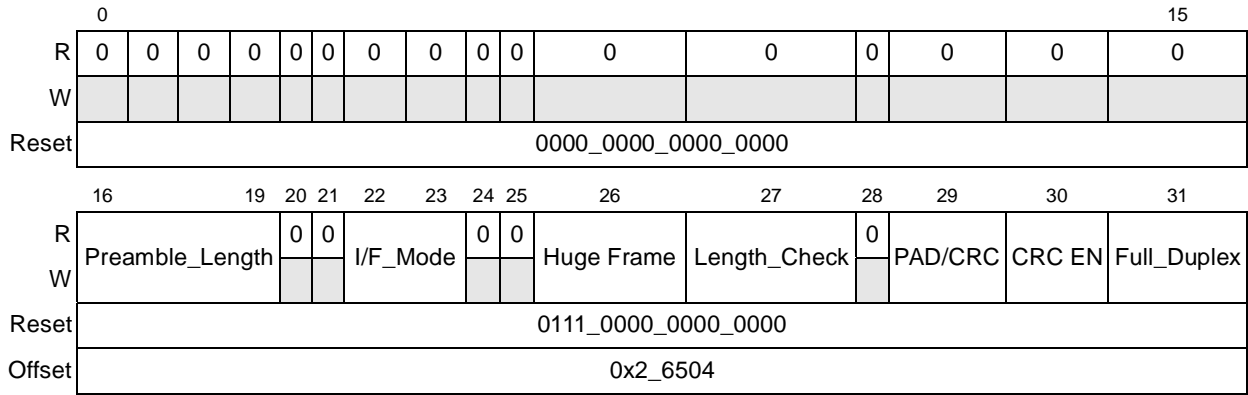 0 15
R 0 0 0 0 0 0 0 0 0 0 0 0 0 0 0 0
W
Reset 0000_0000_0000_0000
16 19 20 21 22 23 24 25 26 27 28 29 30 31
R Preamble_Length 0 0 I/F_Mode 0 0 Huge Frame Length_Check 0 PAD/CRC CRC EN Full_Duplex
W
Reset 0111_0000_0000_0000
Offset 0x2_6504